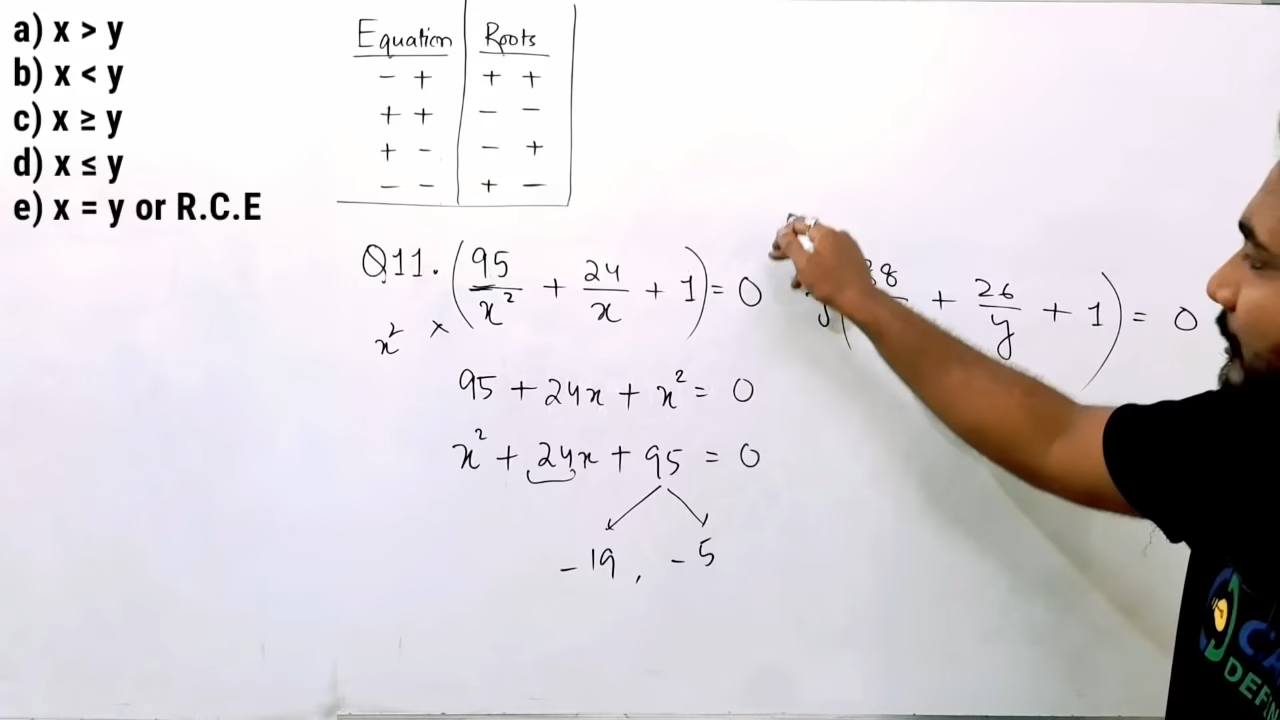 a) x > y
b) x < y
c) x ≥ y
d) x ≤ y
e) x = y or R.C.E
Equation Roots
- + + +
+ + - -
+ - - +
- - + -
Q11. (95/x² + 24/x + 1) = 0
x² ×
+ 26/y + 1) = 0
95 + 24x + x² = 0
x² + 24x + 95 = 0
-19, -5